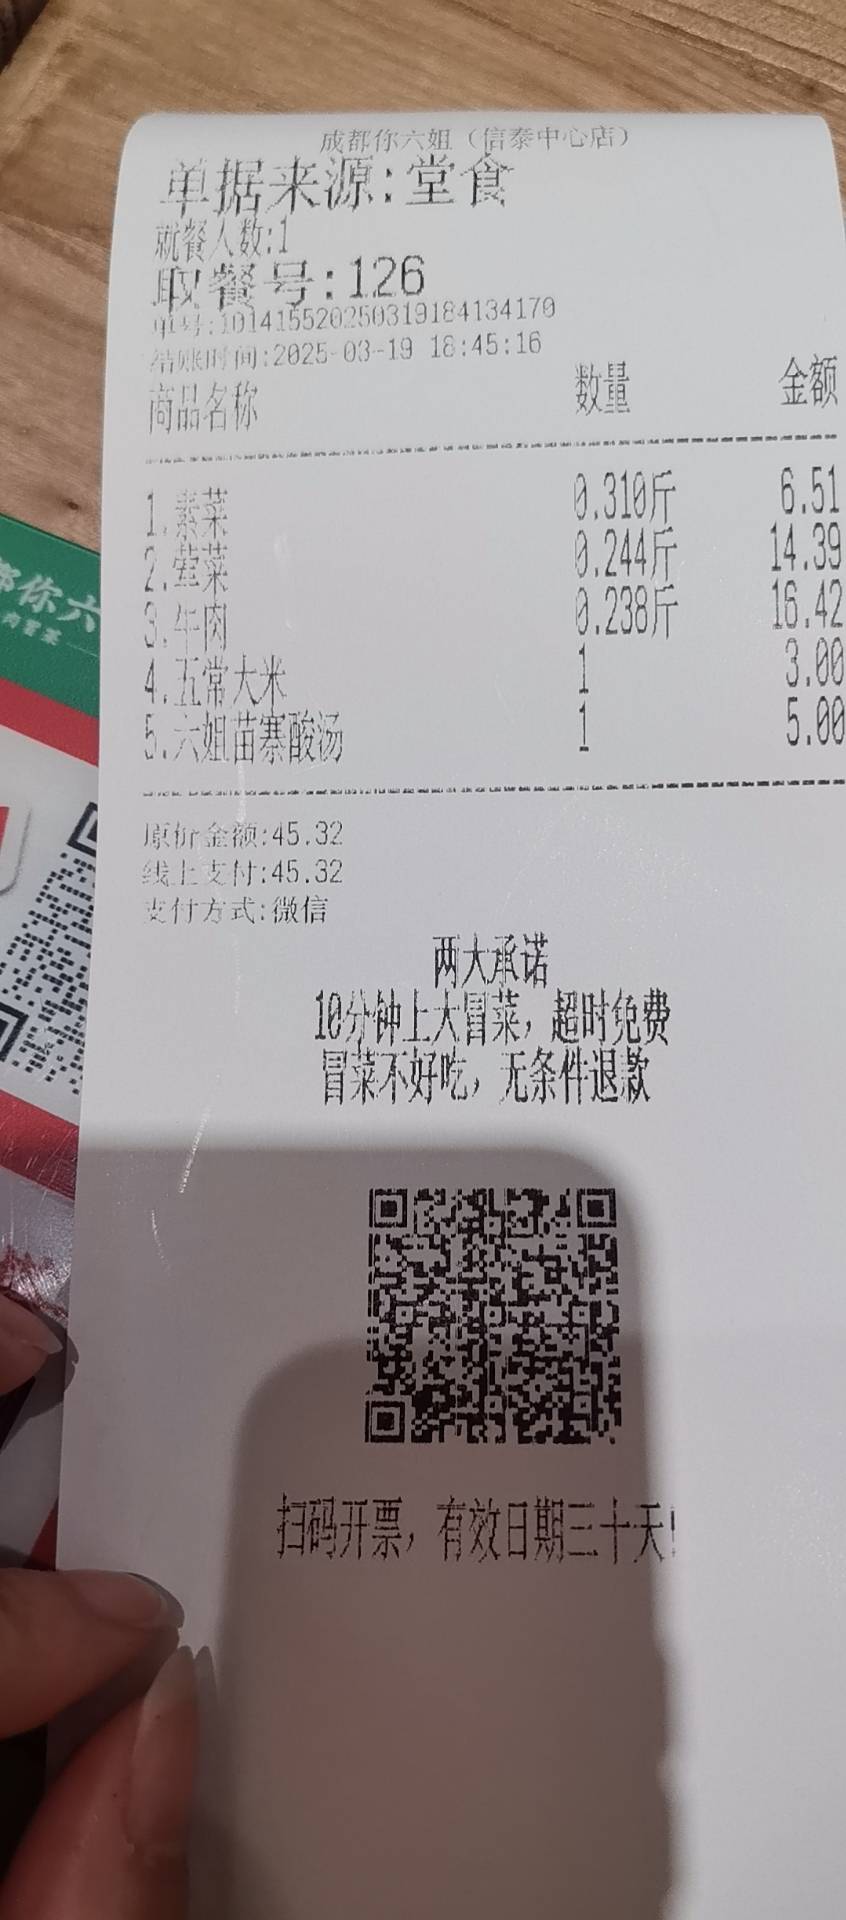 成都你六姐（信泰中心店）
单据来源:堂食
就餐人数:1
取餐号:126
单号:10141552025031918413417​0
结账时间:2025-03-19 18:45:16
商品名称 数量 金额
1.素菜 0.310斤 6.51
2.荤菜 0.244斤 14.39
3.牛肉 0.238斤 16.42
4.五常大米 1 3.00
5.六姐苗寨酸汤 1 5.00
原价金额:45.32
线上支付:45.32
支付方式:微信
两大承诺
10分钟上大冒菜，超时免费
冒菜不好吃，无条件退款
扫码开票，有效日期三十天!
你六